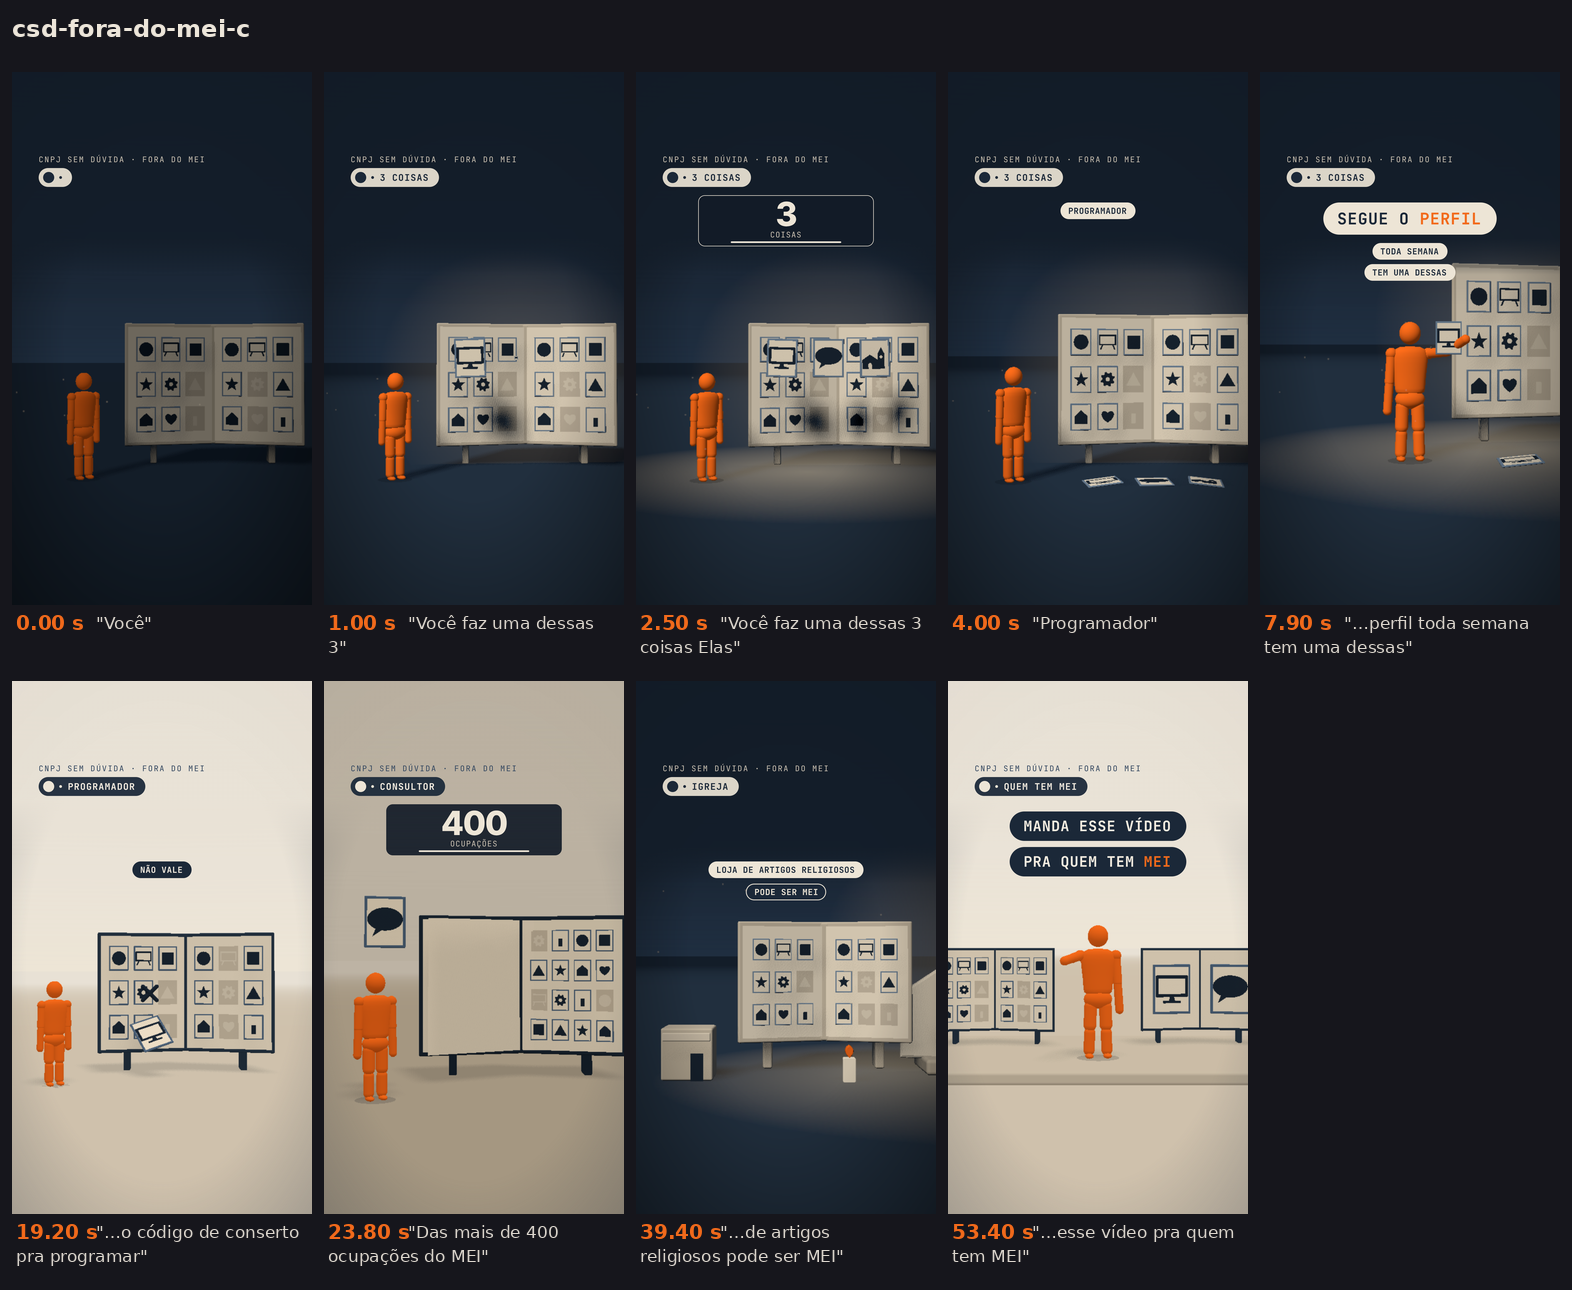 csd-fora-do-mei-c
CNPJ SEM DÚVIDA · FORA DO MEI
0.00 s "Você"
CNPJ SEM DÚVIDA · FORA DO MEI
• 3 COISAS
1.00 s "Você faz uma dessas
3"
CNPJ SEM DÚVIDA · FORA DO MEI
• 3 COISAS
3
COISAS
2.50 s "Você faz uma dessas 3
coisas Elas"
CNPJ SEM DÚVIDA · FORA DO MEI
• 3 COISAS
PROGRAMADOR
4.00 s "Programador"
CNPJ SEM DÚVIDA · FORA DO MEI
• 3 COISAS
SEGUE O PERFIL
TODA SEMANA
TEM UMA DESSAS
7.90 s "...perfil toda semana
tem uma dessas"
CNPJ SEM DÚVIDA · FORA DO MEI
• PROGRAMADOR
NÃO VALE
19.20 s "...o código de conserto
pra programar"
CNPJ SEM DÚVIDA · FORA DO MEI
• CONSULTOR
400
OCUPAÇÕES
23.80 s "Das mais de 400
ocupações do MEI"
CNPJ SEM DÚVIDA · FORA DO MEI
• IGREJA
LOJA DE ARTIGOS RELIGIOSOS
PODE SER MEI
39.40 s "...de artigos
religiosos pode ser MEI"
CNPJ SEM DÚVIDA · FORA DO MEI
• QUEM TEM MEI
MANDA ESSE VÍDEO
PRA QUEM TEM MEI
53.40 s "...esse vídeo pra quem
tem MEI"